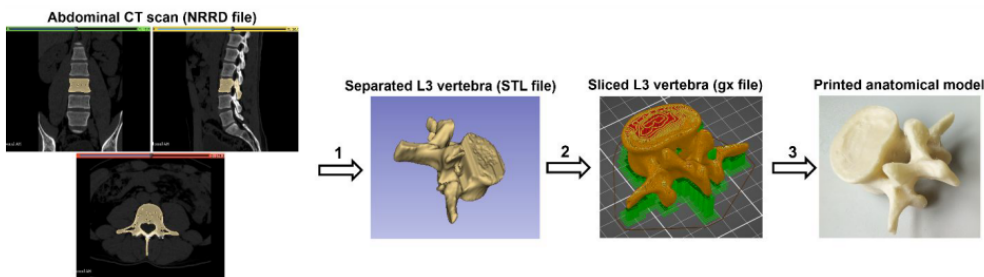 Abdominal CT scan (NRRD file)
Separated L3 vertebra (STL file)
Sliced L3 vertebra (gx file)
Printed anatomical model
1
2
3